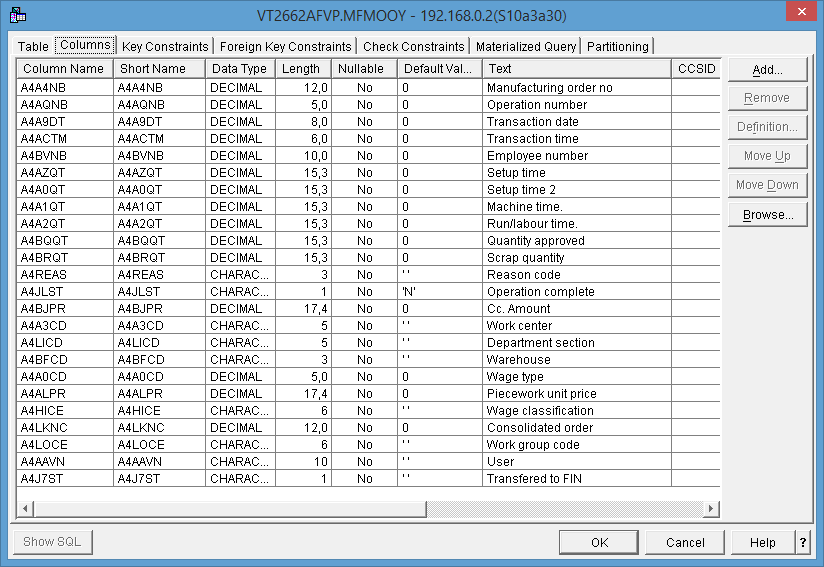 VT2662AFVP.MFMOOY - 192.168.0.2(S10a3a30)
Table Columns Key Constraints Foreign Key Constraints Check Constraints Materialized Query Partitioning
Column Name Short Name Data Type Length Nullable Default Val... Text CCSID
A4A4NB A4A4NB DECIMAL 12,0 No 0 Manufacturing order no
A4AQNB A4AQNB DECIMAL 5,0 No 0 Operation number
A4A9DT A4A9DT DECIMAL 8,0 No 0 Transaction date
A4ACTM A4ACTM DECIMAL 6,0 No 0 Transaction time
A4BVNB A4BVNB DECIMAL 10,0 No 0 Employee number
A4AZQT A4AZQT DECIMAL 15,3 No 0 Setup time
A4A0QT A4A0QT DECIMAL 15,3 No 0 Setup time 2
A4A1QT A4A1QT DECIMAL 15,3 No 0 Machine time.
A4A2QT A4A2QT DECIMAL 15,3 No 0 Run/labour time.
A4BQQT A4BQQT DECIMAL 15,3 No 0 Quantity approved
A4BRQT A4BRQT DECIMAL 15,3 No 0 Scrap quantity
A4REAS A4REAS CHARAC... 3 No ' ' Reason code
A4JLST A4JLST CHARAC... 1 No 'N' Operation complete
A4BJPR A4BJPR DECIMAL 17,4 No 0 Cc. Amount
A4A3CD A4A3CD CHARAC... 5 No ' ' Work center
A4LICD A4LICD CHARAC... 5 No ' ' Department section
A4BFCD A4BFCD CHARAC... 3 No ' ' Warehouse
A4A0CD A4A0CD DECIMAL 5,0 No 0 Wage type
A4ALPR A4ALPR DECIMAL 17,4 No 0 Piecework unit price
A4HICE A4HICE CHARAC... 6 No ' ' Wage classification
A4LKNC A4LKNC DECIMAL 12,0 No 0 Consolidated order
A4LOCE A4LOCE CHARAC... 6 No ' ' Work group code
A4AAVN A4AAVN CHARAC... 10 No ' ' User
A4J7ST A4J7ST CHARAC... 1 No ' ' Transfered to FIN
Add...
Remove
Definition...
Move Up
Move Down
Browse...
Show SQL OK Cancel Help ?